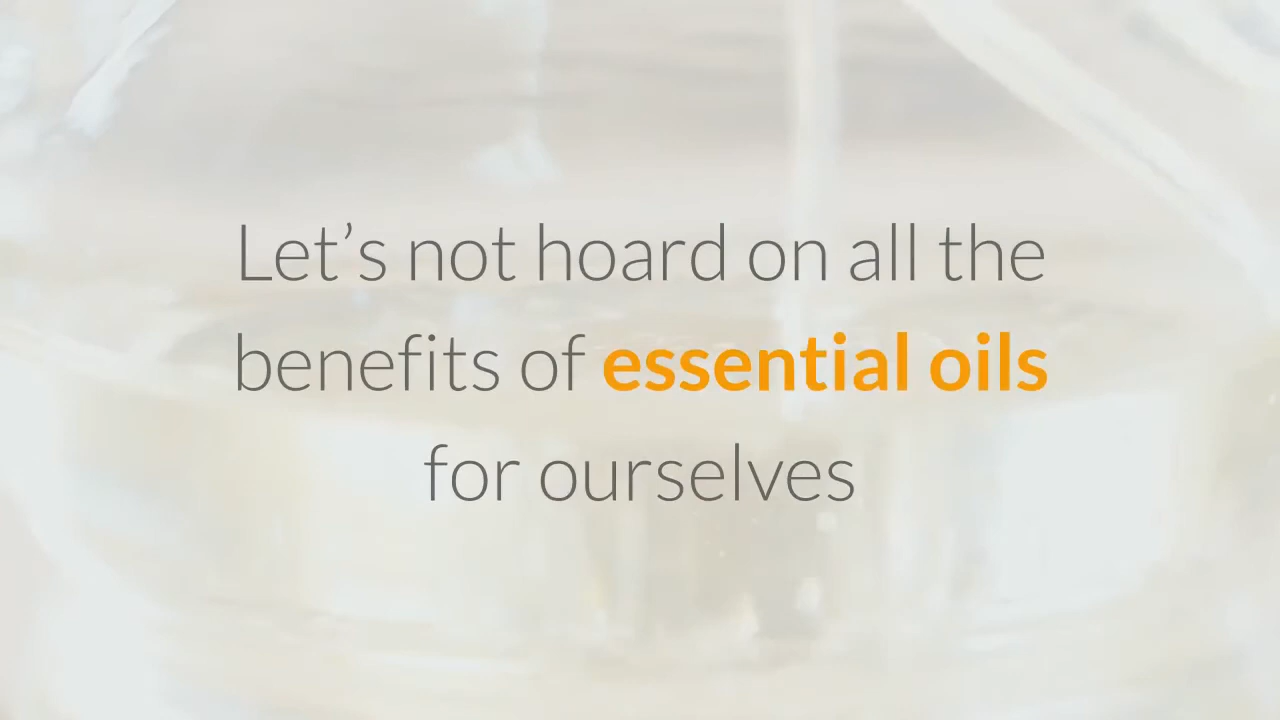 Let’s not hoard on all the
benefits of essential oils
for ourselves